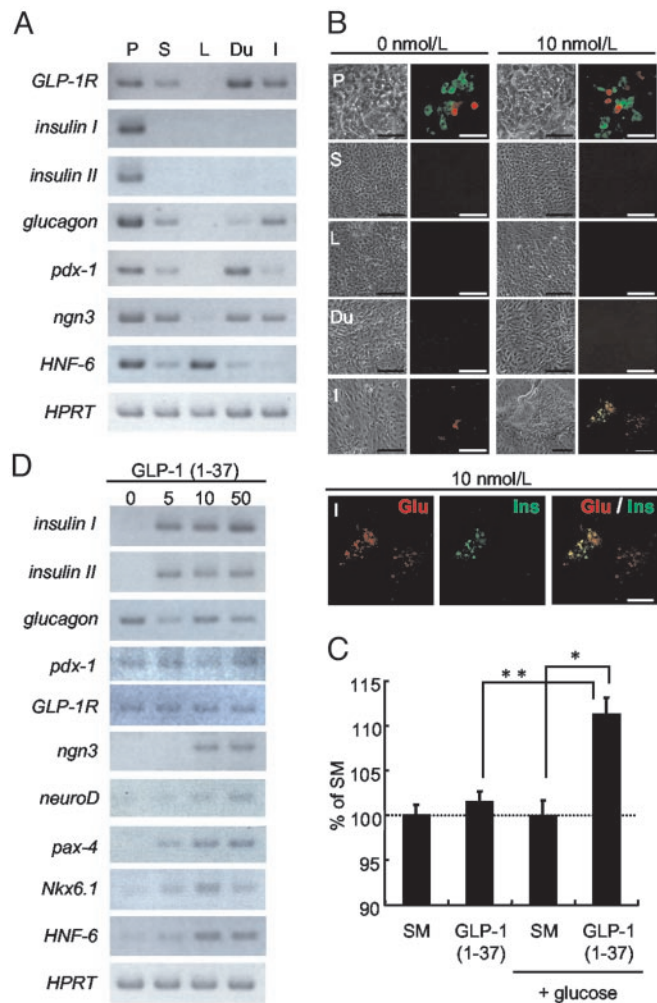 A
P S L Du I
GLP-1R
insulin I
insulin II
glucagon
pdx-1
ngn3
HNF-6
HPRT
B
0 nmol/L 10 nmol/L
P
S
L
Du
I
10 nmol/L
I Glu Ins Glu / Ins
D
GLP-1 (1-37)
0 5 10 50
insulin I
insulin II
glucagon
pdx-1
GLP-1R
ngn3
neuroD
pax-4
Nkx6.1
HNF-6
HPRT
C
% of SM
115
110
105
100
95
90
** *
SM GLP-1 SM GLP-1
(1-37) (1-37)
+ glucose